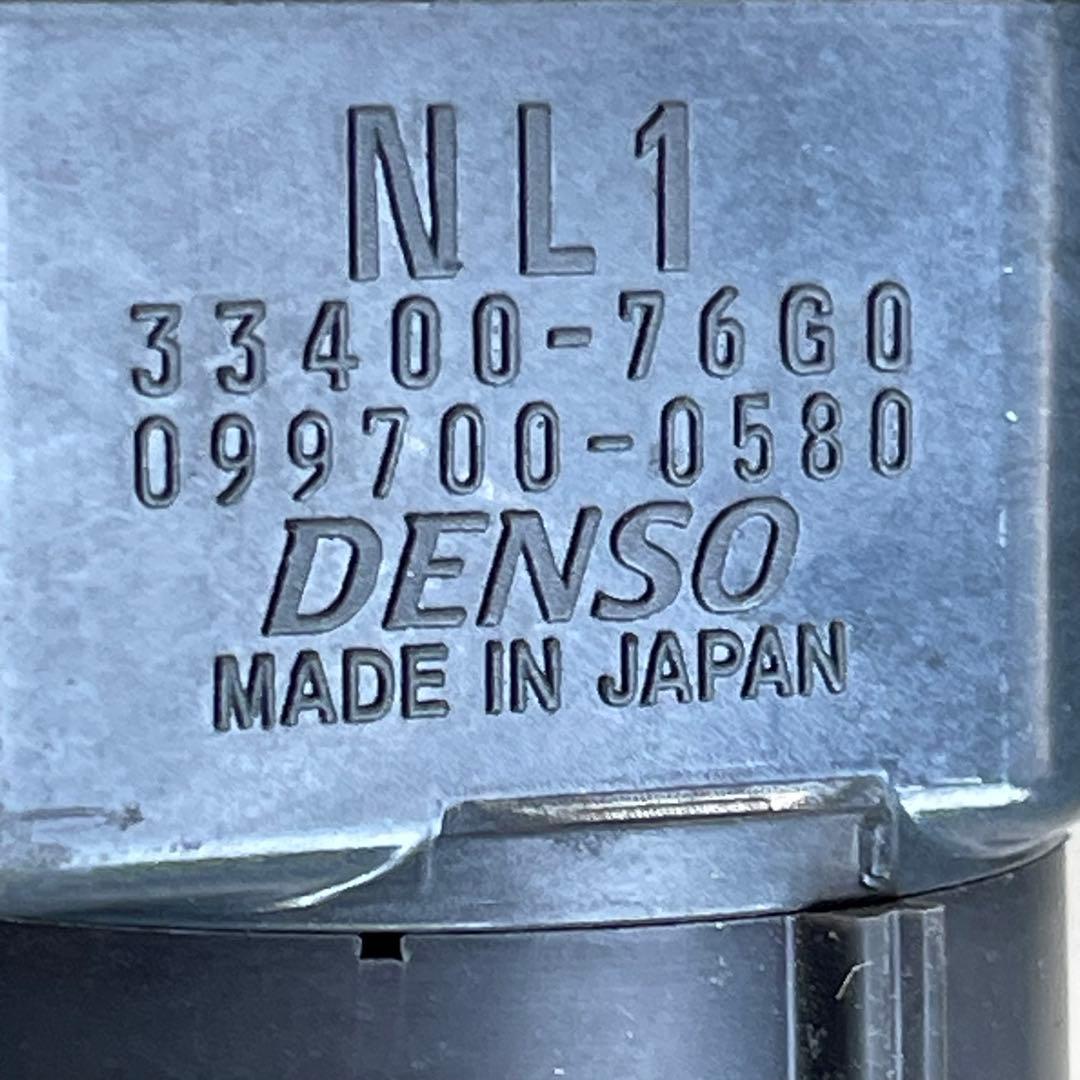 NL1
33400-76G0
099700-0580
DENSO
MADE IN JAPAN